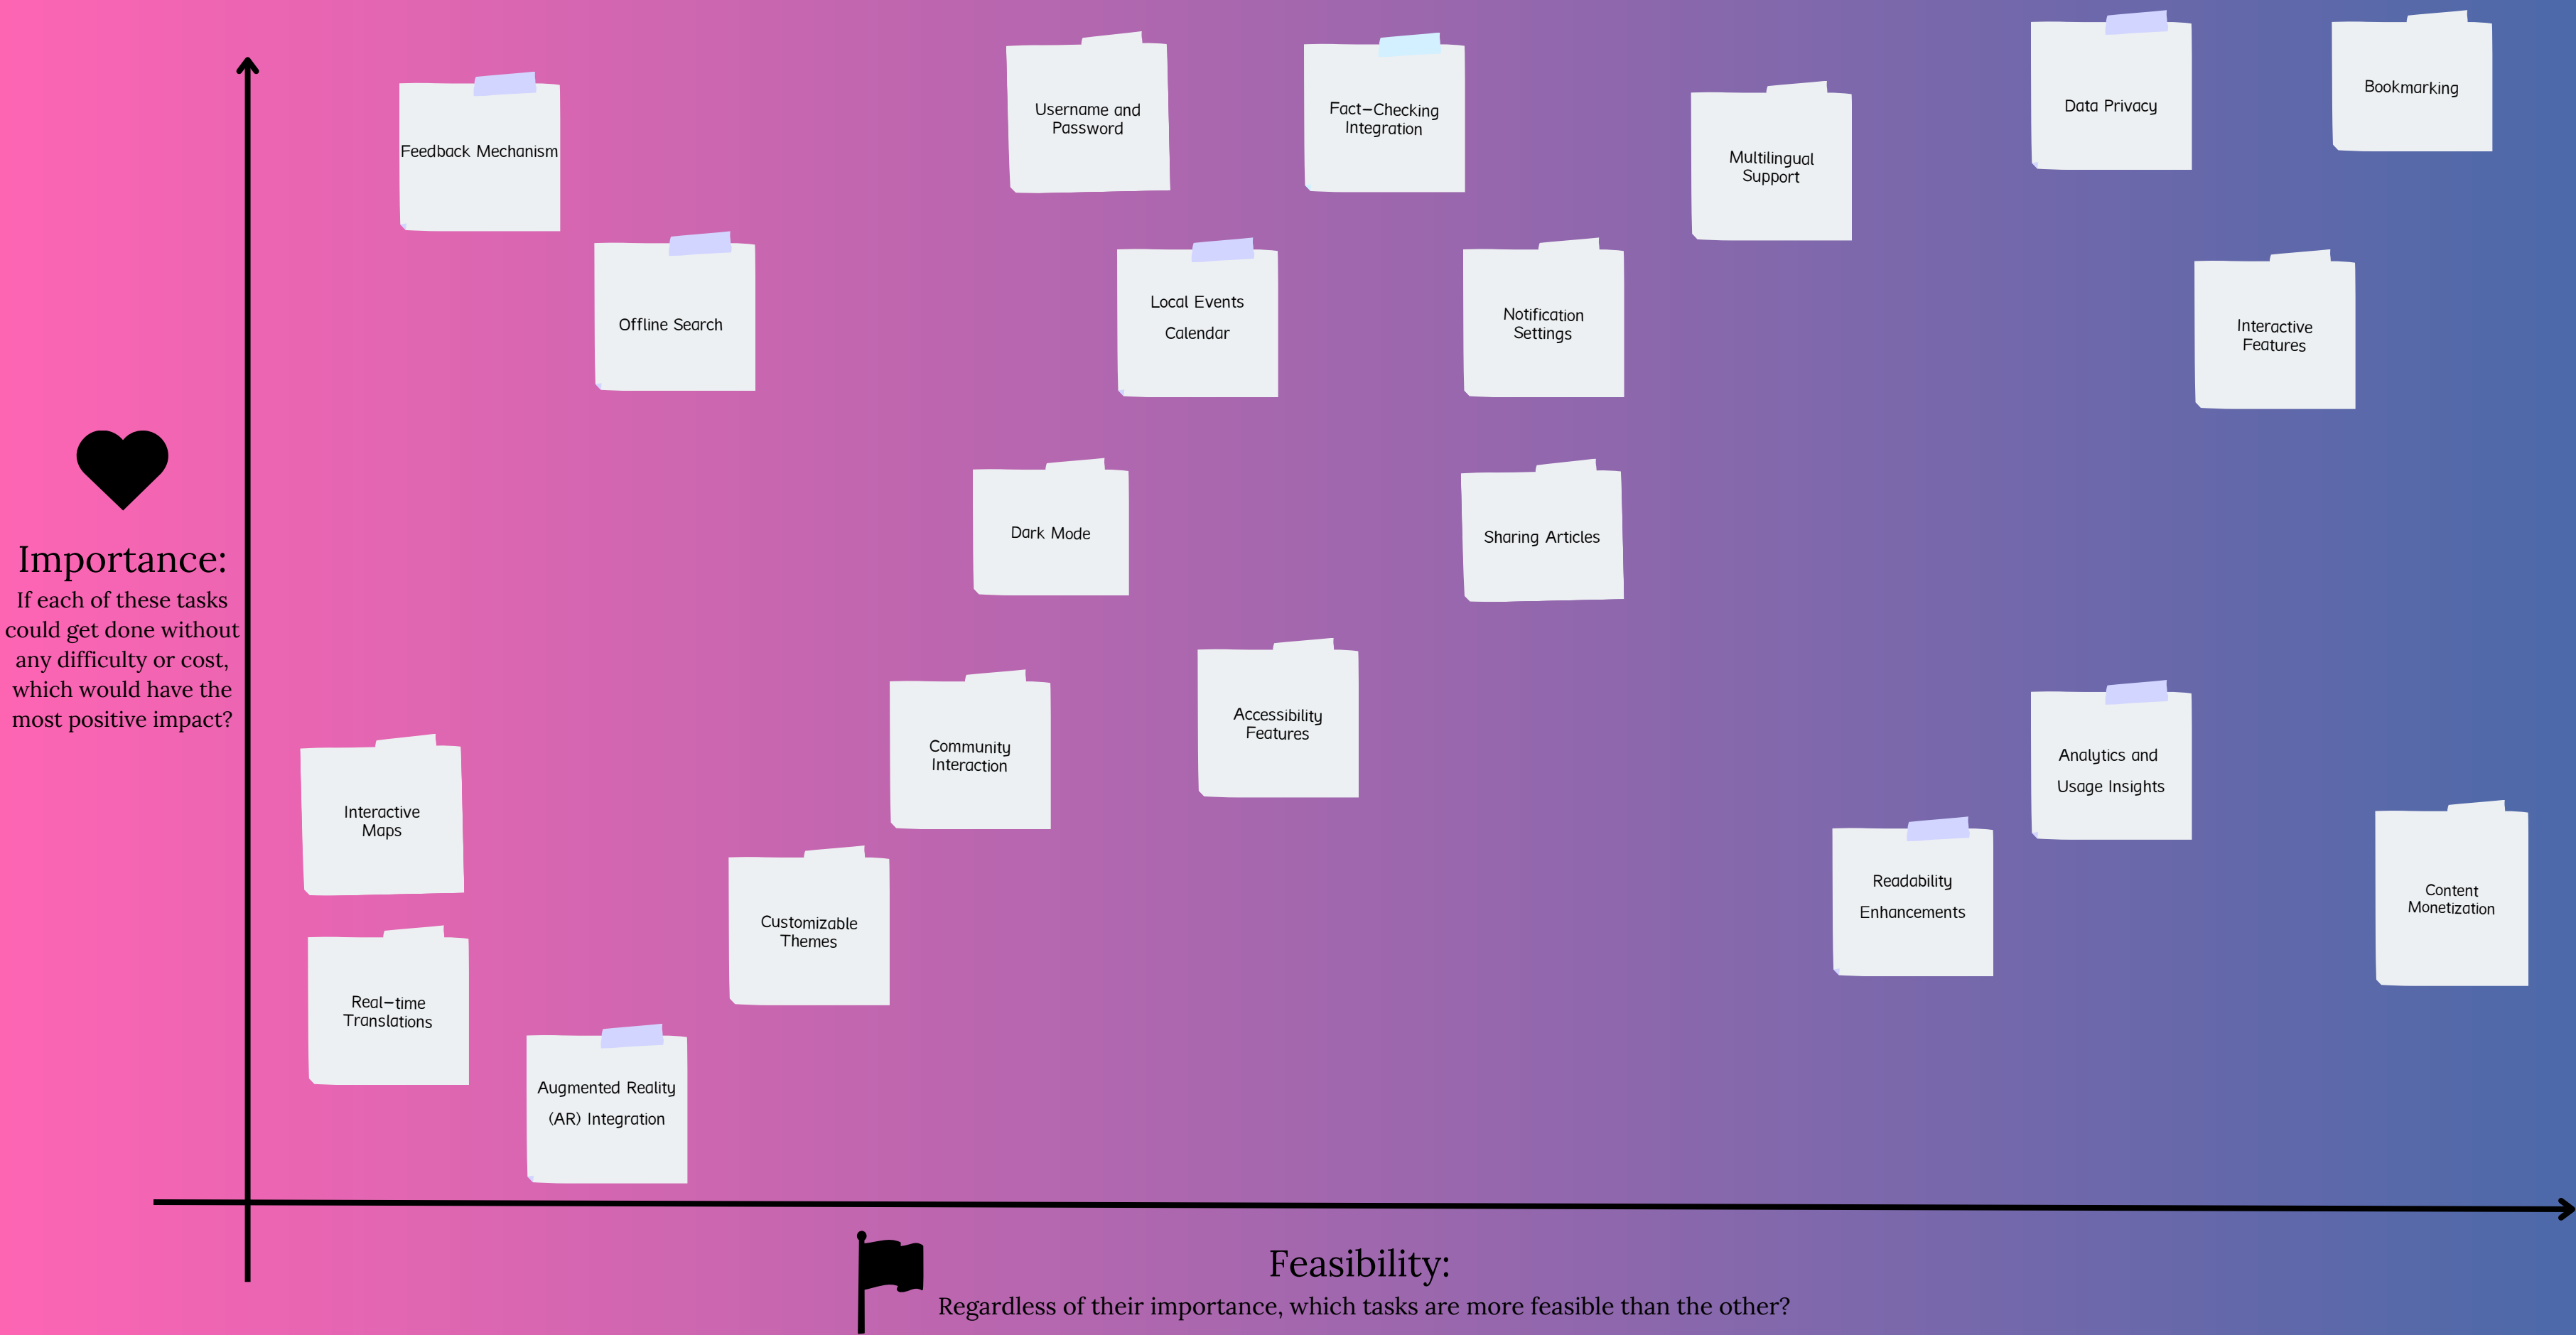 Feedback Mechanism
Username and
Password
Fact-Checking
Integration
Multilingual
Support
Data Privacy
Bookmarking
Offline Search
Local Events
Calendar
Notification
Settings
Interactive
Features
Dark Mode
Sharing Articles
Importance:
If each of these tasks
could get done without
any difficulty or cost,
which would have the
most positive impact?
Community
Interaction
Accessibility
Features
Analytics and
Usage Insights
Interactive
Maps
Customizable
Themes
Readability
Enhancements
Content
Monetization
Real-time
Translations
Augmented Reality
(AR) Integration
Feasibility:
Regardless of their importance, which tasks are more feasible than the other?